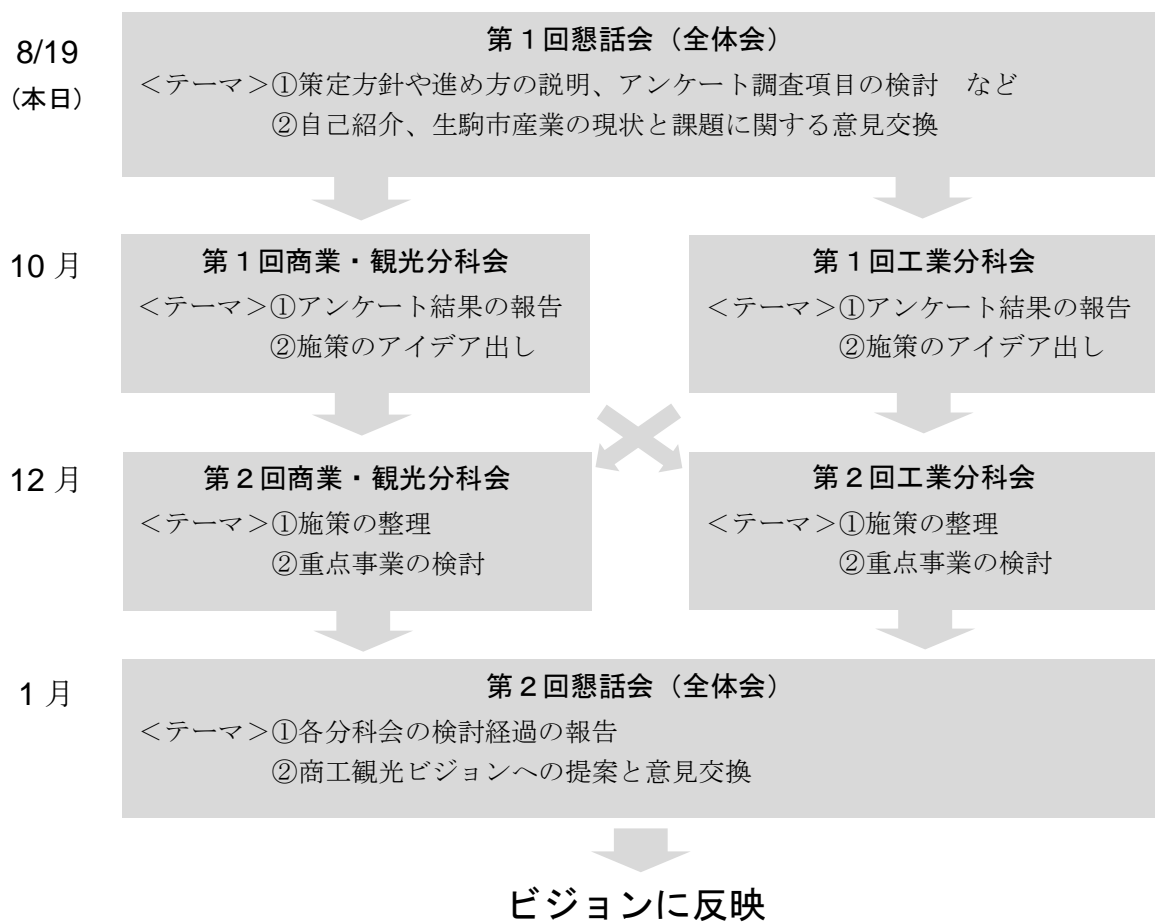 8/19
(本日)
第1回懇話会(全体会)
<テーマ>①策定方針や進め方の説明、アンケート調査項目の検討 など
②自己紹介、生駒市産業の現状と課題に関する意見交換
10月
第1回商業・観光分科会
<テーマ>①アンケート結果の報告
②施策のアイデア出し
第1回工業分科会
<テーマ>①アンケート結果の報告
②施策のアイデア出し
12月
第2回商業・観光分科会
<テーマ>①施策の整理
②重点事業の検討
第2回工業分科会
<テーマ>①施策の整理
②重点事業の検討
1月
第2回懇話会(全体会)
<テーマ>①各分科会の検討経過の報告
②商工観光ビジョンへの提案と意見交換
ビジョンに反映